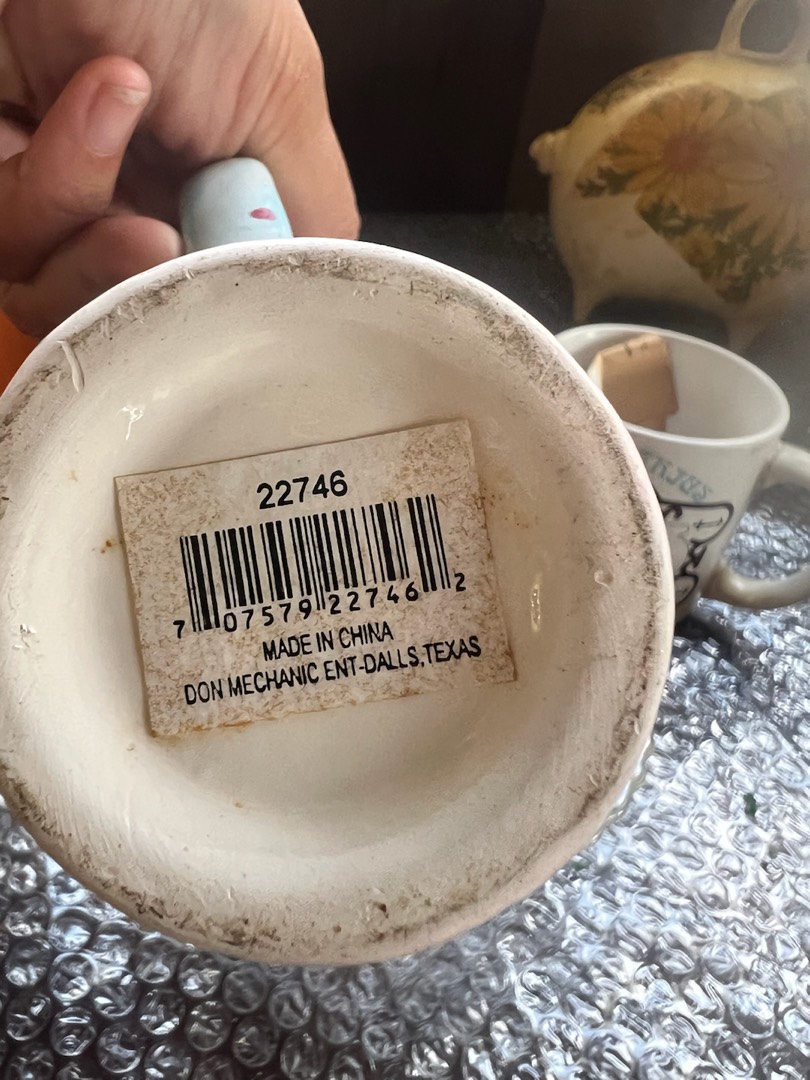 22746
7 07579 22746 2
MADE IN CHINA
DON MECHANIC ENT-DALLS,TEXAS